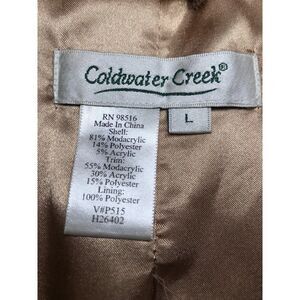 Coldwater Creek®
L
RN 98516
Made In China
Shell:
81% Modacrylic
14% Polyester
5% Acrylic
Trim:
55% Modacrylic
30% Acrylic
15% Polyester
Lining:
100% Polyester
V#P515
H26402